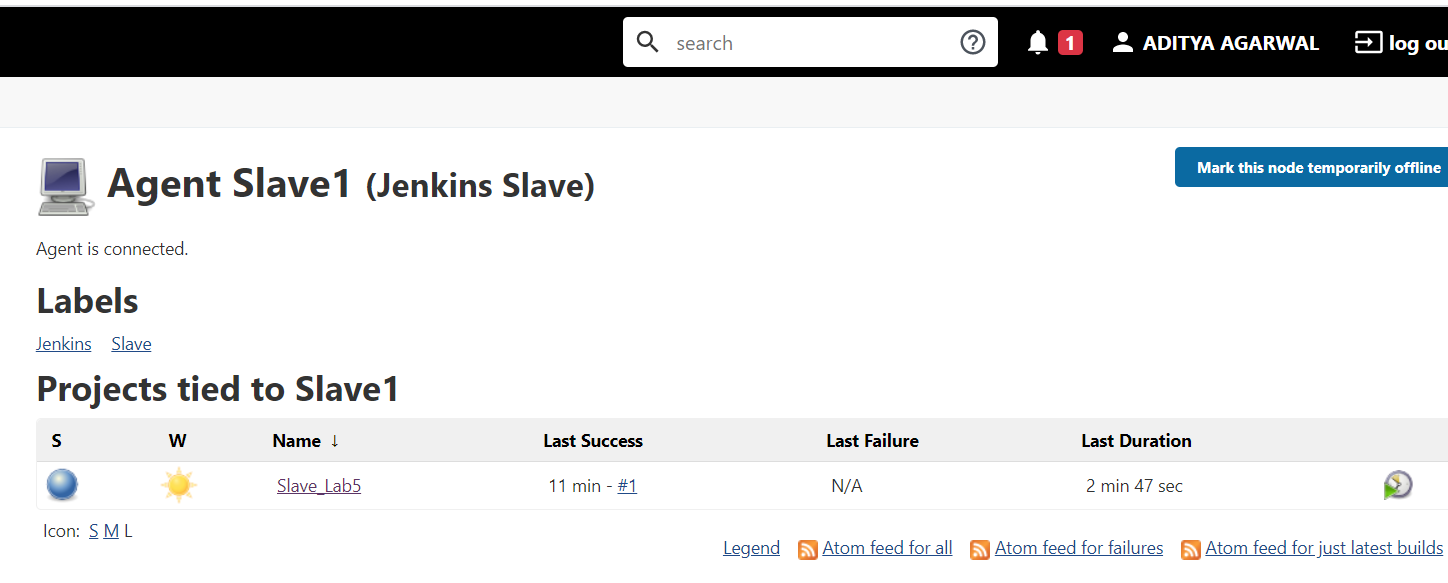 search 1 ADITYA AGARWAL log ou
Agent Slave1 (Jenkins Slave)
Mark this node temporarily offline
Agent is connected.
Labels
Jenkins Slave
Projects tied to Slave1
S W Name ↓ Last Success Last Failure Last Duration
Slave_Lab5 11 min - #1 N/A 2 min 47 sec
Icon: S M L
Legend Atom feed for all Atom feed for failures Atom feed for just latest builds